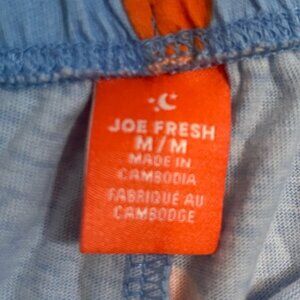 JOE FRESH
M/M
MADE IN
CAMBODIA
FABRIQUÉ AU
CAMBODGE